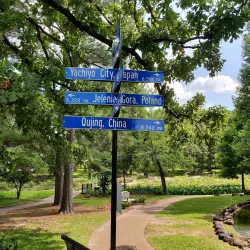 Yachiyo City, Japan
Jelenia Gora, Poland
Qujing, China